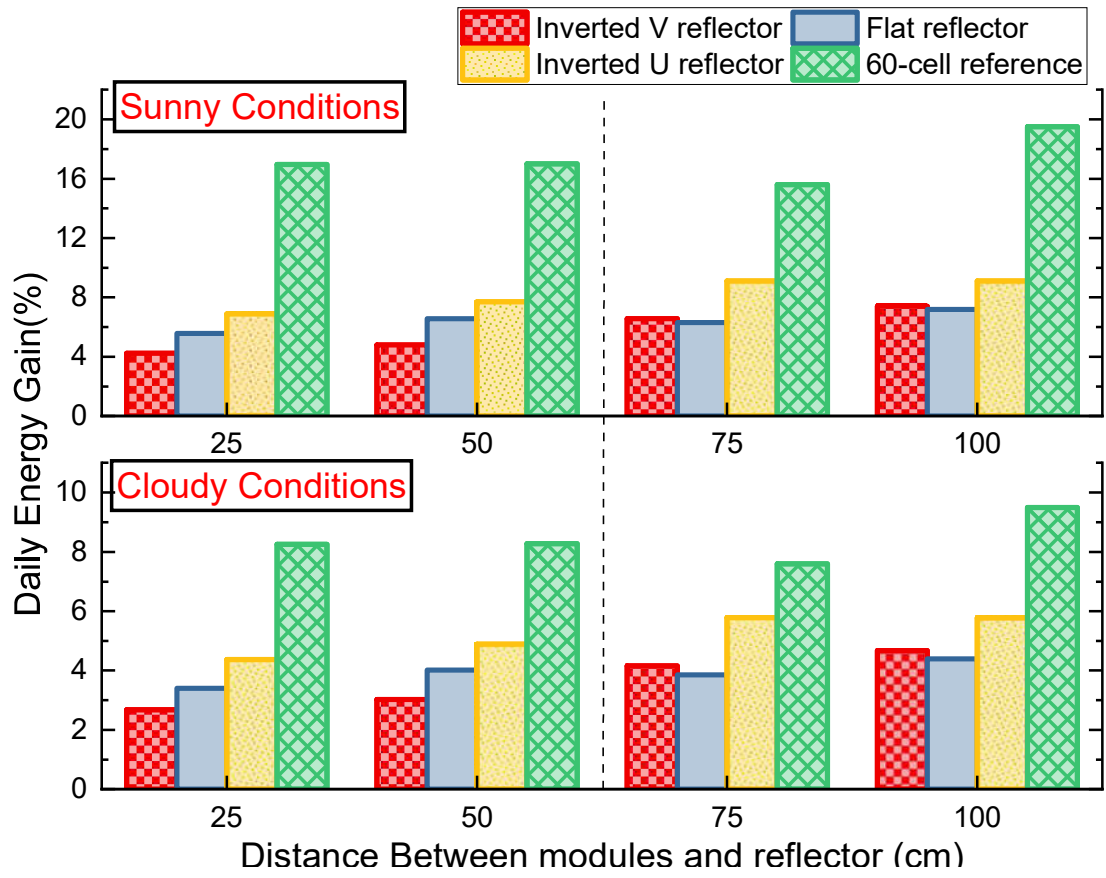 Inverted V reflector Flat reflector
Inverted U reflector 60-cell reference
Sunny Conditions
20
16
12
8
4
0
25 50 75 100
Cloudy Conditions
10
8
6
4
2
0
25 50 75 100
Daily Energy Gain(%)
Distance Between modules and reflector (cm)